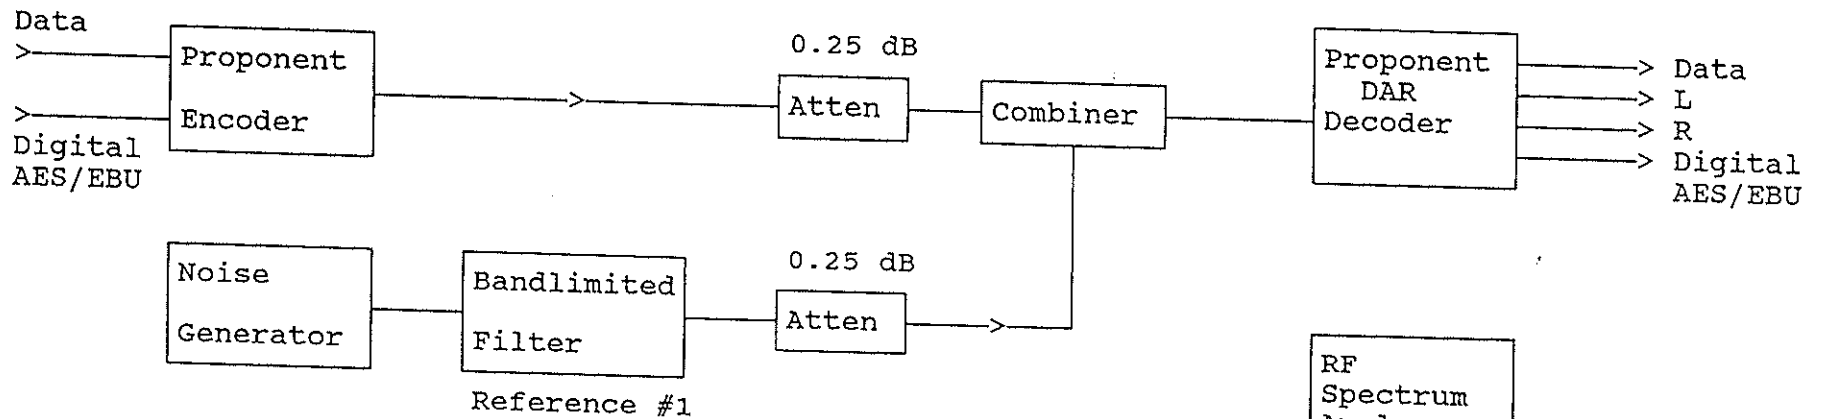 Data
Proponent
Encoder
Digital
AES/EBU
0.25 dB
Atten
Combiner
Proponent
DAR
Decoder
Data
L
R
Digital
AES/EBU
Noise
Generator
Bandlimited
Filter
Reference #1
0.25 dB
Atten
RF
Spectrum